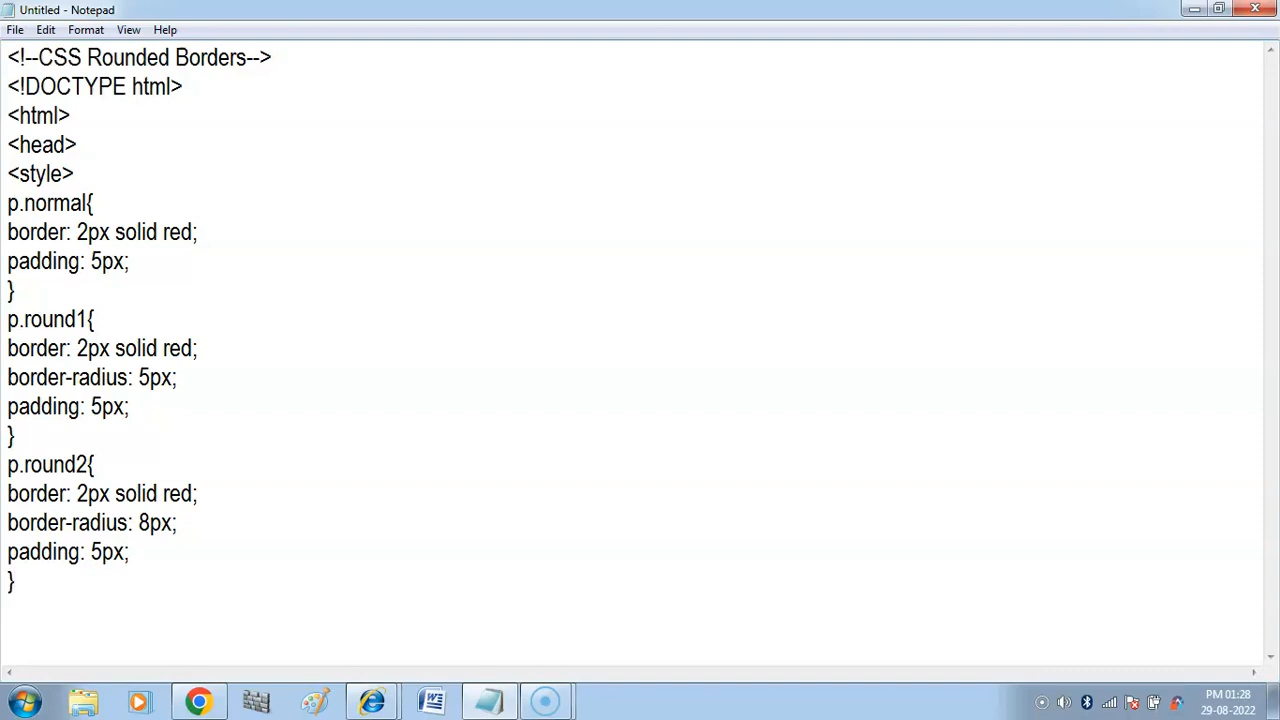 Untitled - Notepad
File Edit Format View Help
<!--CSS Rounded Borders-->
<!DOCTYPE html>
<html>
<head>
<style>
p.normal{
border: 2px solid red;
padding: 5px;
}
p.round1{
border: 2px solid red;
border-radius: 5px;
padding: 5px;
}
p.round2{
border: 2px solid red;
border-radius: 8px;
padding: 5px;
}
PM 01:28
29-08-2022